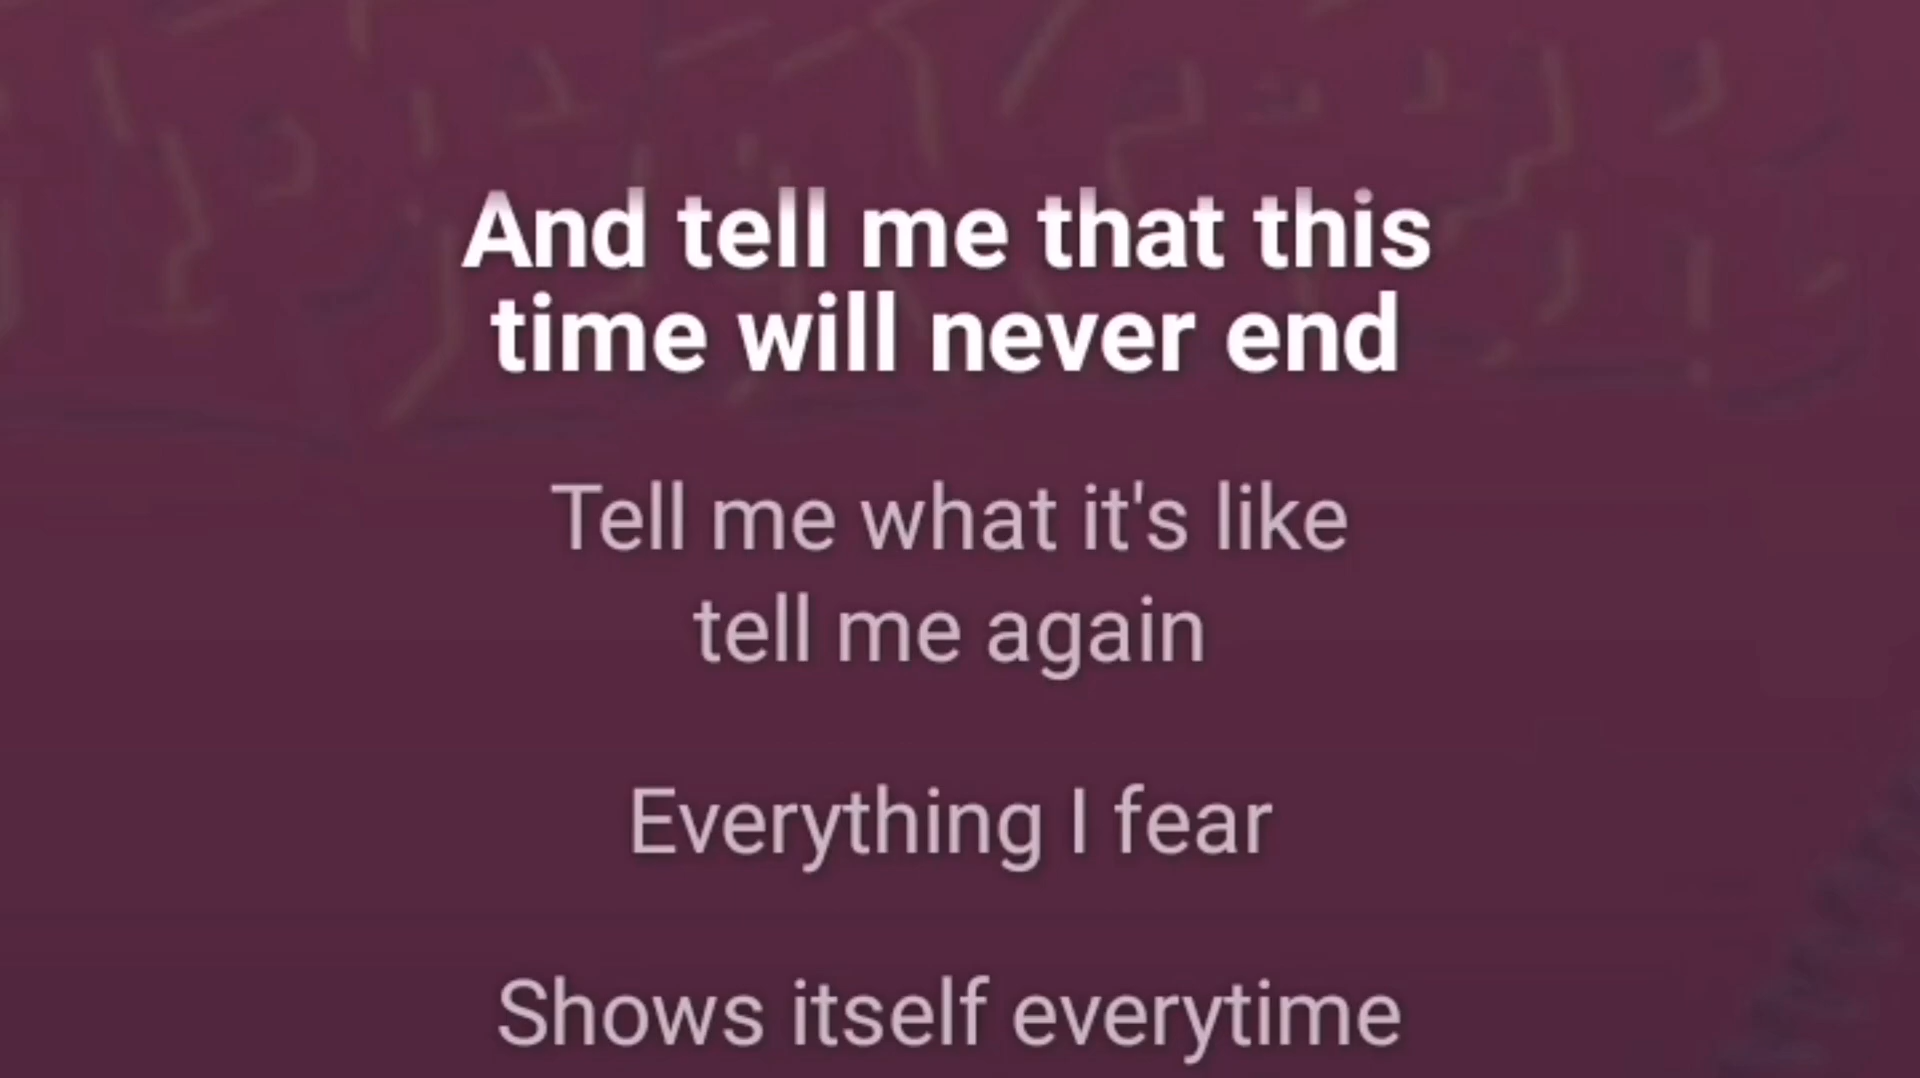 And tell me that this
time will never end
Tell me what it's like
tell me again
Everything I fear
Shows itself everytime